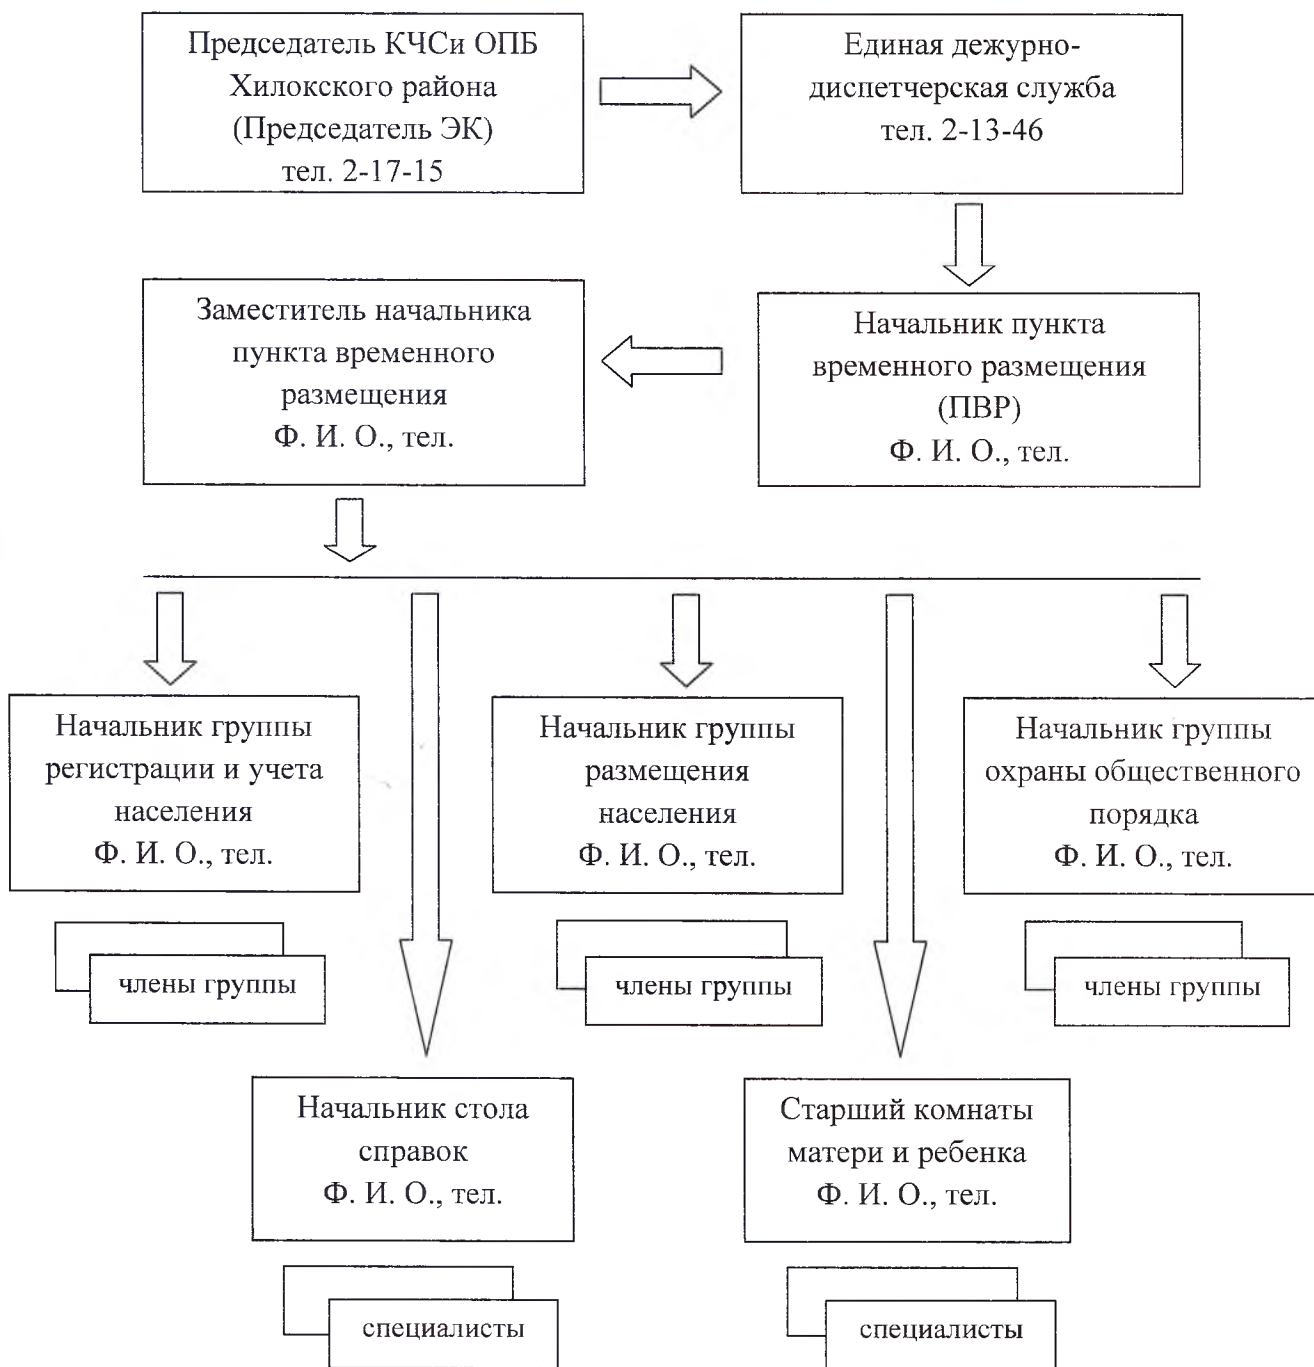 Председатель КЧСи ОПБ
Хилокского района
(Председатель ЭК)
тел. 2-17-15
Единая дежурно-
диспетчерская служба
тел. 2-13-46
Заместитель начальника
пункта временного
размещения
Ф. И. О., тел.
Начальник пункта
временного размещения
(ПВР)
Ф. И. О., тел.
Начальник группы
регистрации и учета
населения
Ф. И. О., тел.
Начальник группы
размещения
населения
Ф. И. О., тел.
Начальник группы
охраны общественного
порядка
Ф. И. О., тел.
члены группы
члены группы
члены группы
Начальник стола
справок
Ф. И. О., тел.
Старший комнаты
матери и ребенка
Ф. И. О., тел.
специалисты
специалисты